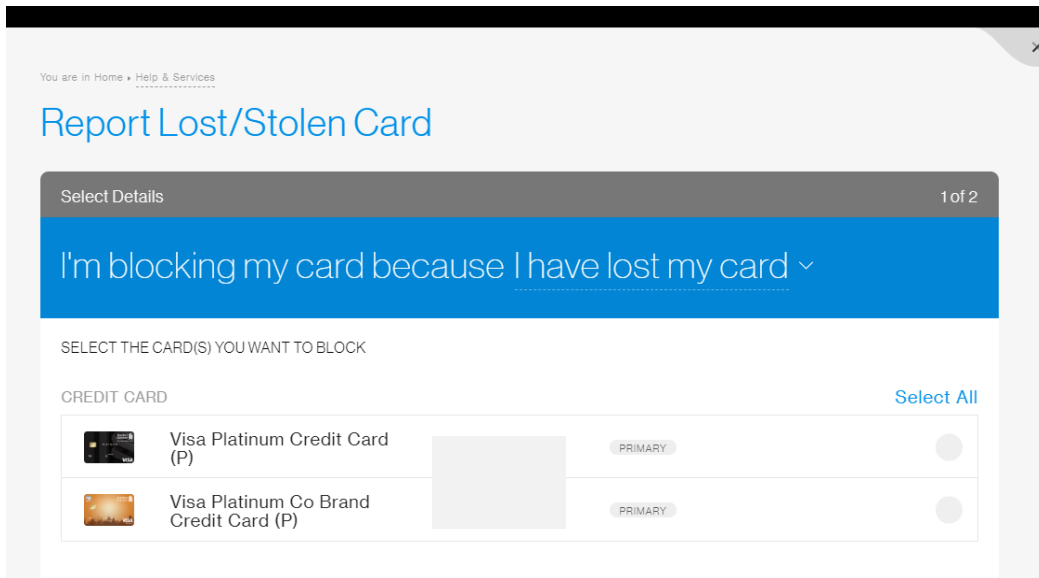 You are in Home ▸ Help & Services
Report Lost/Stolen Card
Select Details 1 of 2
I'm blocking my card because I have lost my card
SELECT THE CARD(S) YOU WANT TO BLOCK
CREDIT CARD Select All
Visa Platinum Credit Card
(P)
PRIMARY
VISA
Visa Platinum Co Brand
Credit Card (P)
PRIMARY
VISA